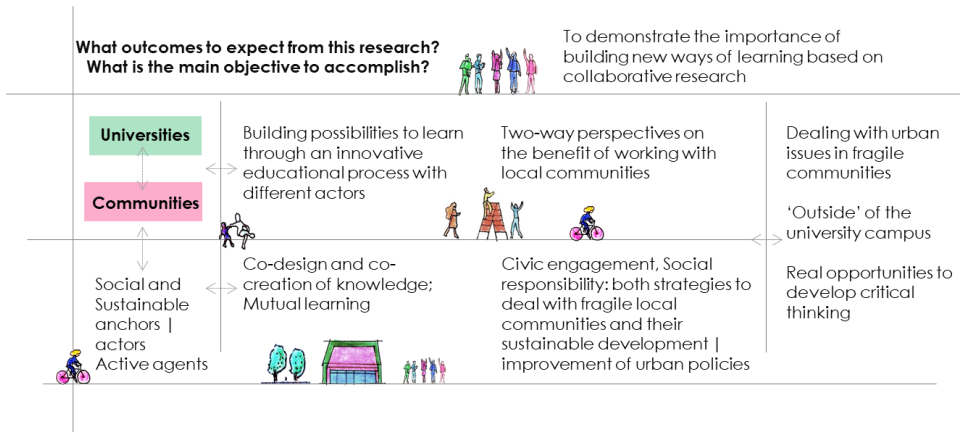 What outcomes to expect from this research?
What is the main objective to accomplish?
To demonstrate the importance of
building new ways of learning based on
collaborative research
Universities
Communities
Building possibilities to learn
through an innovative
educational process with
different actors
Two-way perspectives on
the benefit of working with
local communities
Dealing with urban
issues in fragile
communities
‘Outside’ of the
university campus
Real opportunities to
develop critical
thinking
Social and
Sustainable
anchors |
actors
Active agents
Co-design and co-
creation of knowledge;
Mutual learning
Civic engagement, Social
responsibility: both strategies to
deal with fragile local
communities and their
sustainable development |
improvement of urban policies